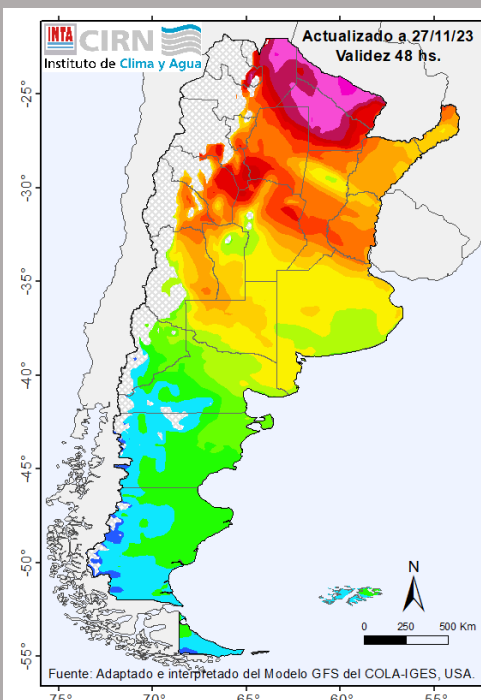 INTA CIRN
Instituto de Clima y Agua
Actualizado a 27/11/23
Validez 48 hs.
-25°
-30°
-35°
-40°
-45°
-50°
-55°
N
0 250 500 Km
Fuente: Adaptado e interpretado del Modelo GFS del COLA-IGES, USA.
-75° -70° -65° -60° -55°